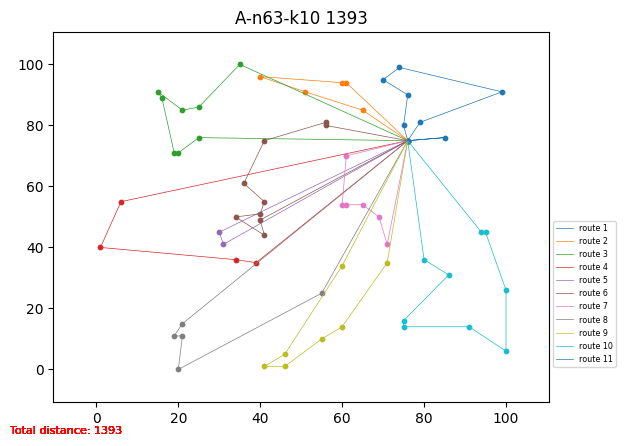 A-n63-k10 1393
100
80
60
40
20
0
0 20 40 60 80 100
route 1
route 2
route 3
route 4
route 5
route 6
route 7
route 8
route 9
route 10
route 11
Total distance: 1393